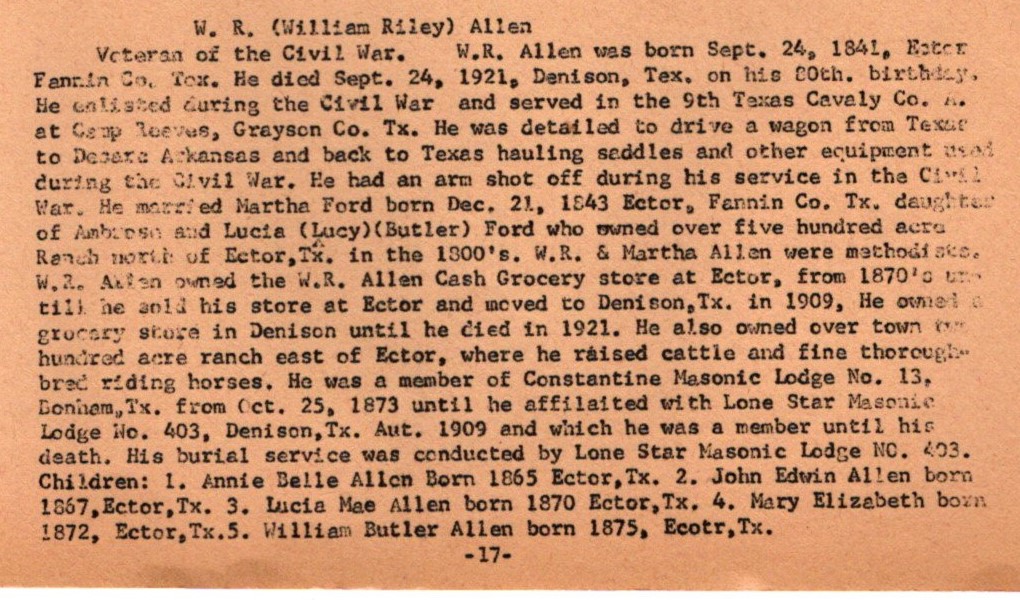 W. R. (William Riley) Allen
Veteran of the Civil War. W.R. Allen was born Sept. 24, 1841, Ector
Fannin Co. Tex. He died Sept. 24, 1921, Denison, Tex. on his 80th. birthday.
He enlisted during the Civil War and served in the 9th Texas Cavaly Co. A.
at Camp Reeves, Grayson Co. Tx. He was detailed to drive a wagon from Texas
to Arkansas and back to Texas hauling saddles and other equipment used
during the Civil War. He had an arm shot off during his service in the Civil
War. He married Martha Ford born Dec. 21, 1843 Ector, Fannin Co. Tx. daughter
of Ambrose and Lucia (Lucy)(Butler) Ford who owned over five hundred acre
Ranch north of Ector,Tx. in the 1800's. W.R. & Martha Allen were methodists.
W.R. Allen owned the W.R. Allen Cash Grocery store at Ector, from 1870's un-
till he sold his store at Ector and moved to Denison,Tx. in 1909, He owned a
grocery store in Denison until he died in 1921. He also owned over town two
hundred acre ranch east of Ector, where he raised cattle and fine thorough-
bred riding horses. He was a member of Constantine Masonic Lodge No. 13,
Bonham,Tx. from Oct. 25, 1873 until he affilaited with Lone Star Masonic
Lodge No. 403, Denison,Tx. Aut. 1909 and which he was a member until his
death. His burial service was conducted by Lone Star Masonic Lodge NO. 403.
Children: 1. Annie Belle Allen Born 1865 Ector,Tx. 2. John Edwin Allen born
1867,Ector,Tx. 3. Lucia Mae Allen born 1870 Ector,Tx. 4. Mary Elizabeth born
1872, Ector,Tx.5. William Butler Allen born 1875, Ecotr,Tx.
-17-